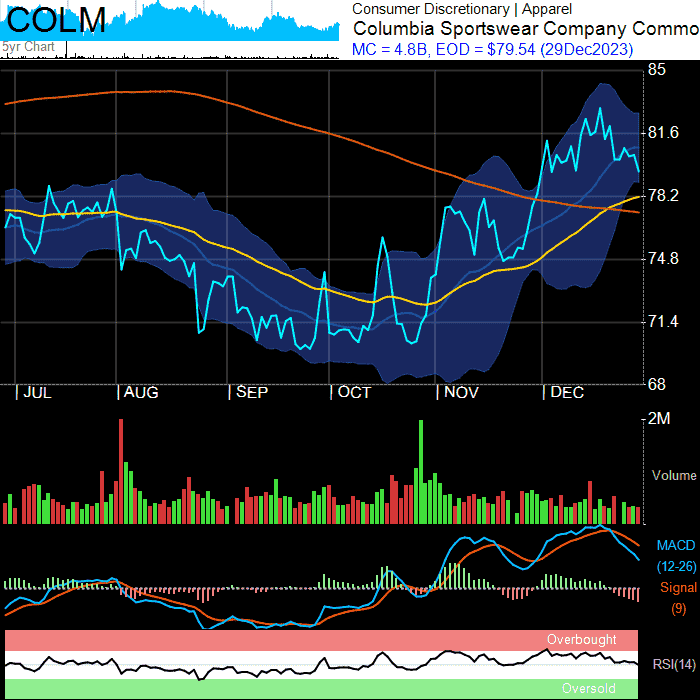 COLM
5yr Chart
Consumer Discretionary | Apparel
Columbia Sportswear Company Commo
MC = 4.8B, EOD = $79.54 (29Dec2023)
85
81.6
78.2
74.8
71.4
68
JUL AUG SEP OCT NOV DEC
2M
Volume
MACD
(12-26)
Signal
(9)
Overbought
RSI(14)
Oversold